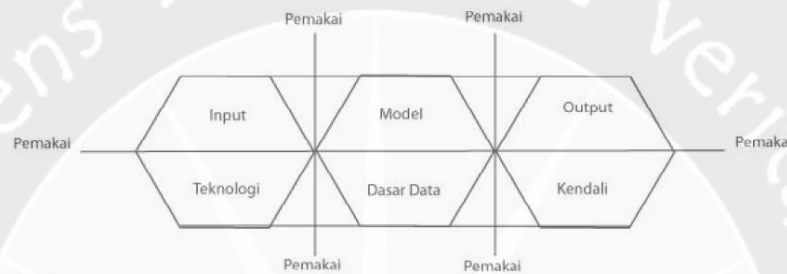 Pemakai Pemakai
Input Model Output
Pemakai Pemakai
Teknologi Dasar Data Kendali
Pemakai Pemakai